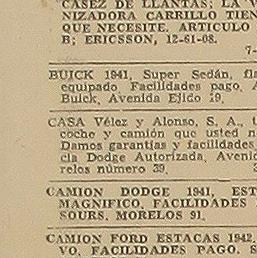 CASEZ DE LLANTAS; LA V
NIZADORA CARRILLO TIEN
QUE NECESITE. ARTICULO
B; ERICSSON, 12-61-08.
7-
BUICK 1941, Super Sedán, fla
equipado Facilidades pago. A
Buick, Avenida Ejido 19.
CASA Vélez y Alonso, S. A., t
coche y camión que usted n
Damos garantías y facilidades
cia Dodge Autorizada, Avenid
relos número 39.
CAMION DODGE 1941, EST
MAGNIFICO, FACILIDADES
SOURS. MORELOS 91.
CAMION FORD ESTACAS 1942,
VO, FACILIDADES PAGO. S